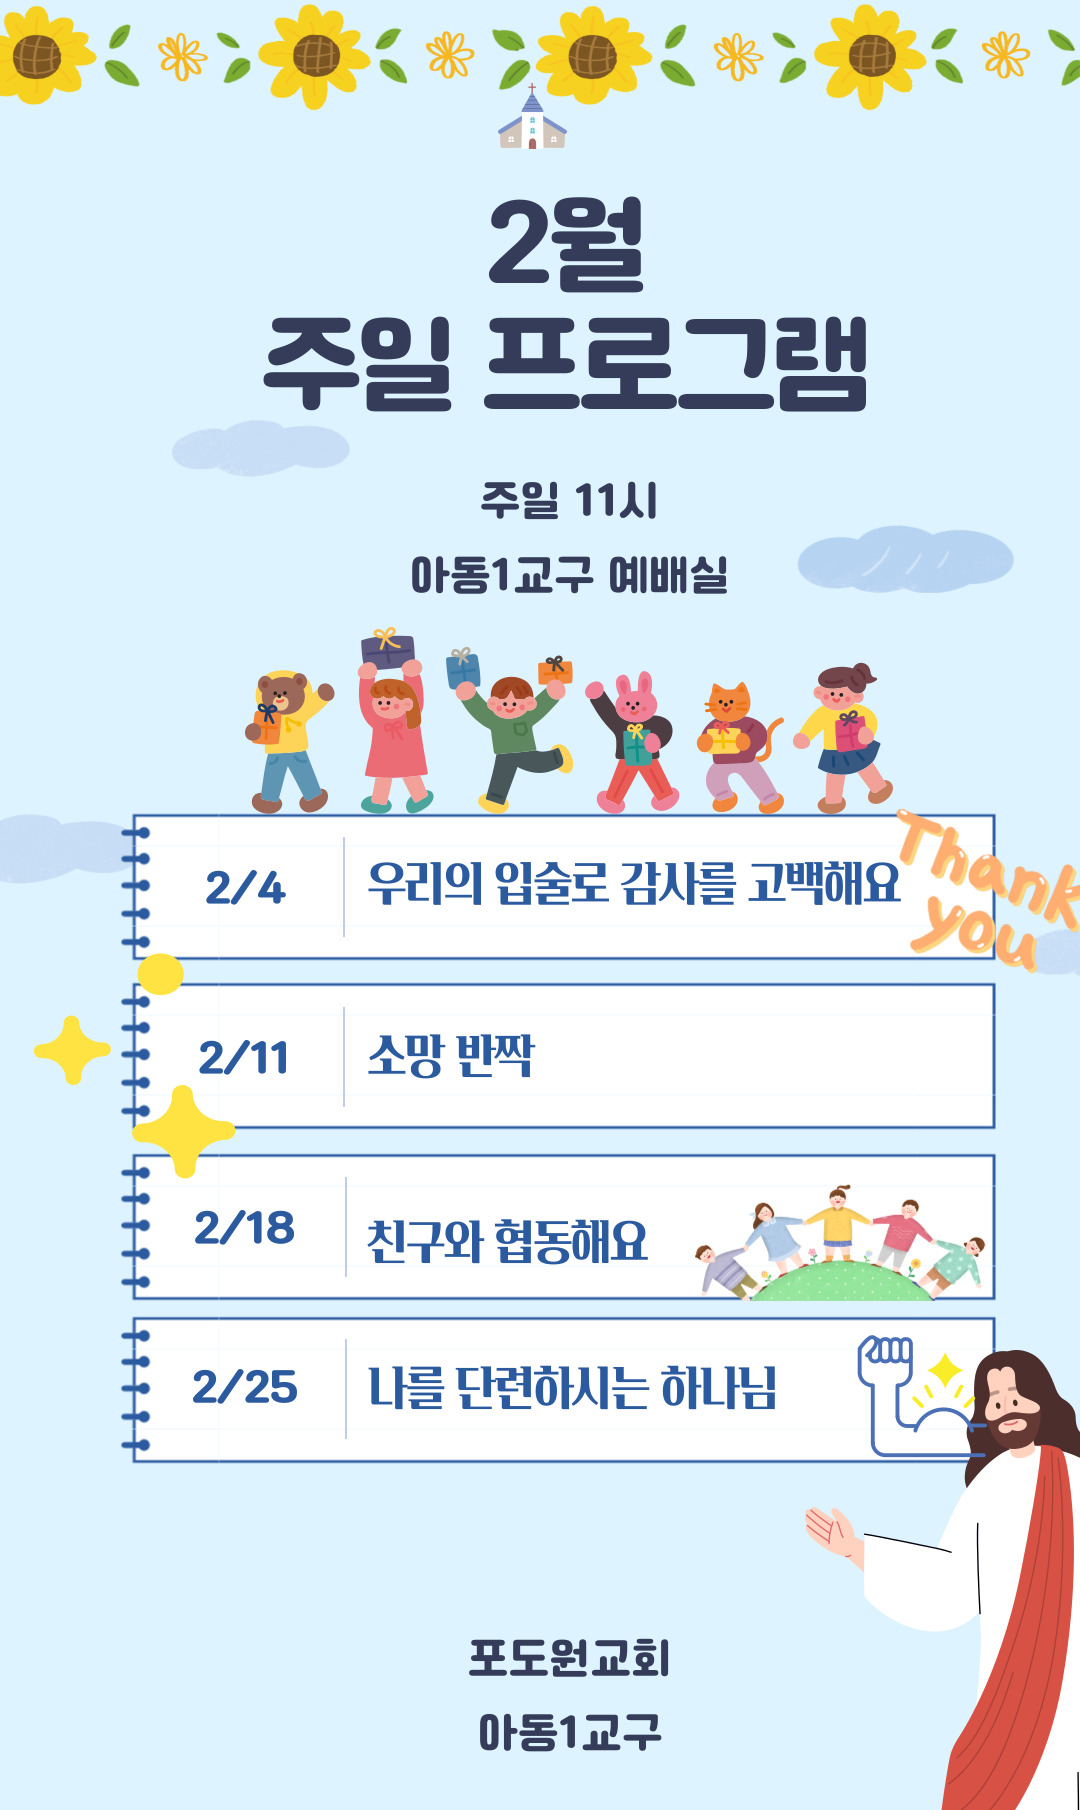 2월
주일 프로그램
주일 11시
아동1교구 예배실
2/4 우리의 입술로 감사를 고백해요
Thank
you
2/11 소망 반짝
2/18 친구와 협동해요
2/25 나를 단련하시는 하나님
포도원교회
아동1교구